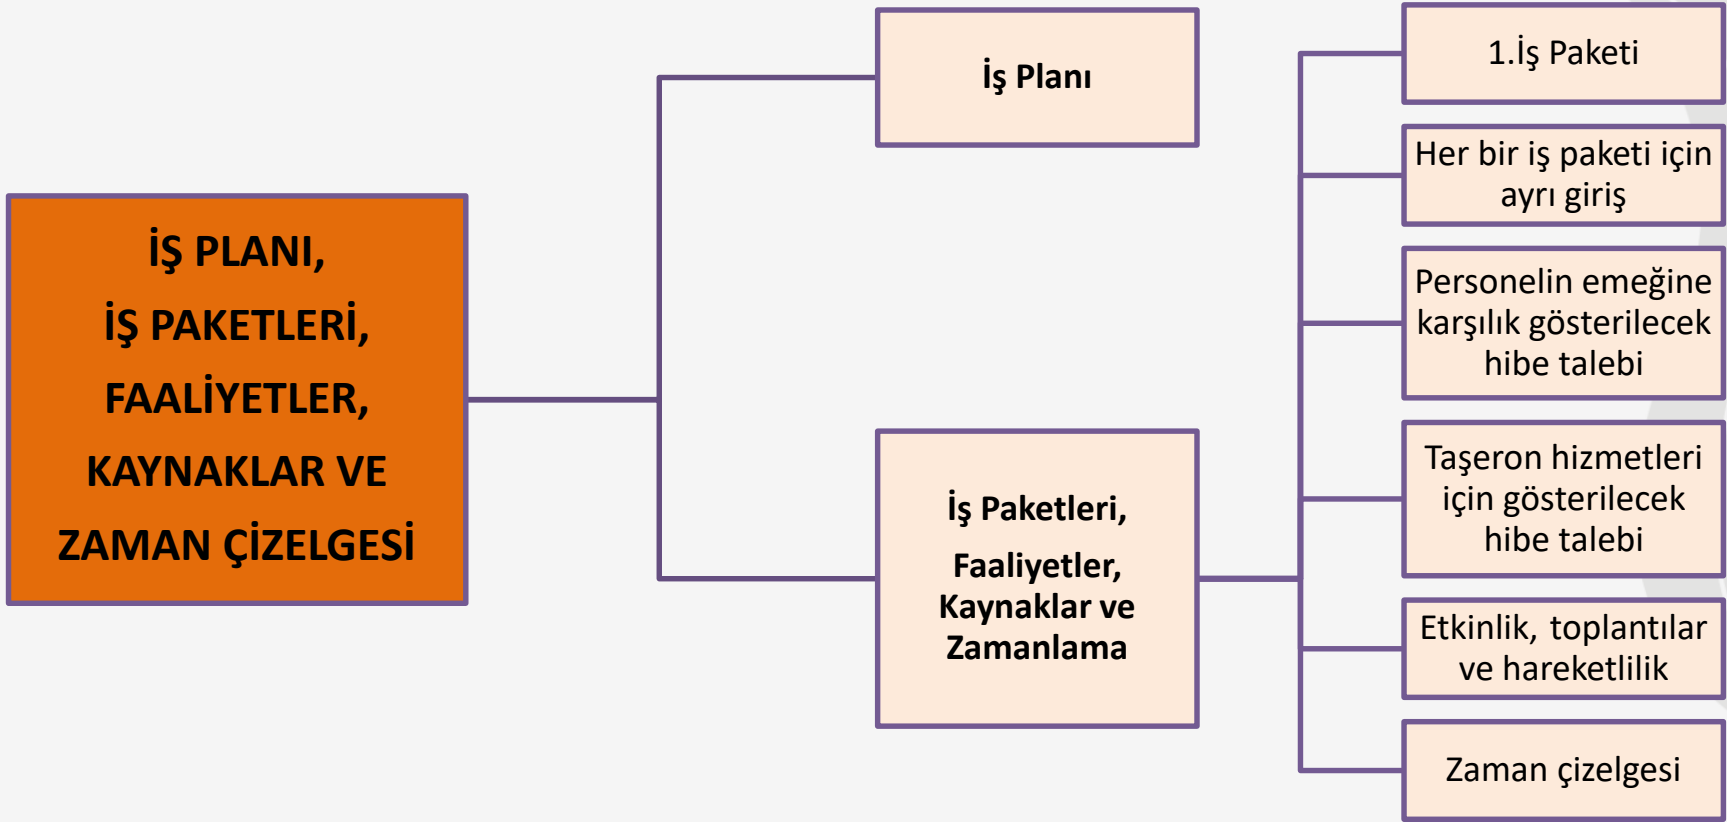 İŞ PLANI,
İŞ PAKETLERİ,
FAALİYETLER,
KAYNAKLAR VE
ZAMAN ÇİZELGESİ
İş Planı
İş Paketleri,
Faaliyetler,
Kaynaklar ve
Zamanlama
1.İş Paketi
Her bir iş paketi için
ayrı giriş
Personelin emeğine
karşılık gösterilecek
hibe talebi
Taşeron hizmetleri
için gösterilecek
hibe talebi
Etkinlik, toplantılar
ve hareketlilik
Zaman çizelgesi